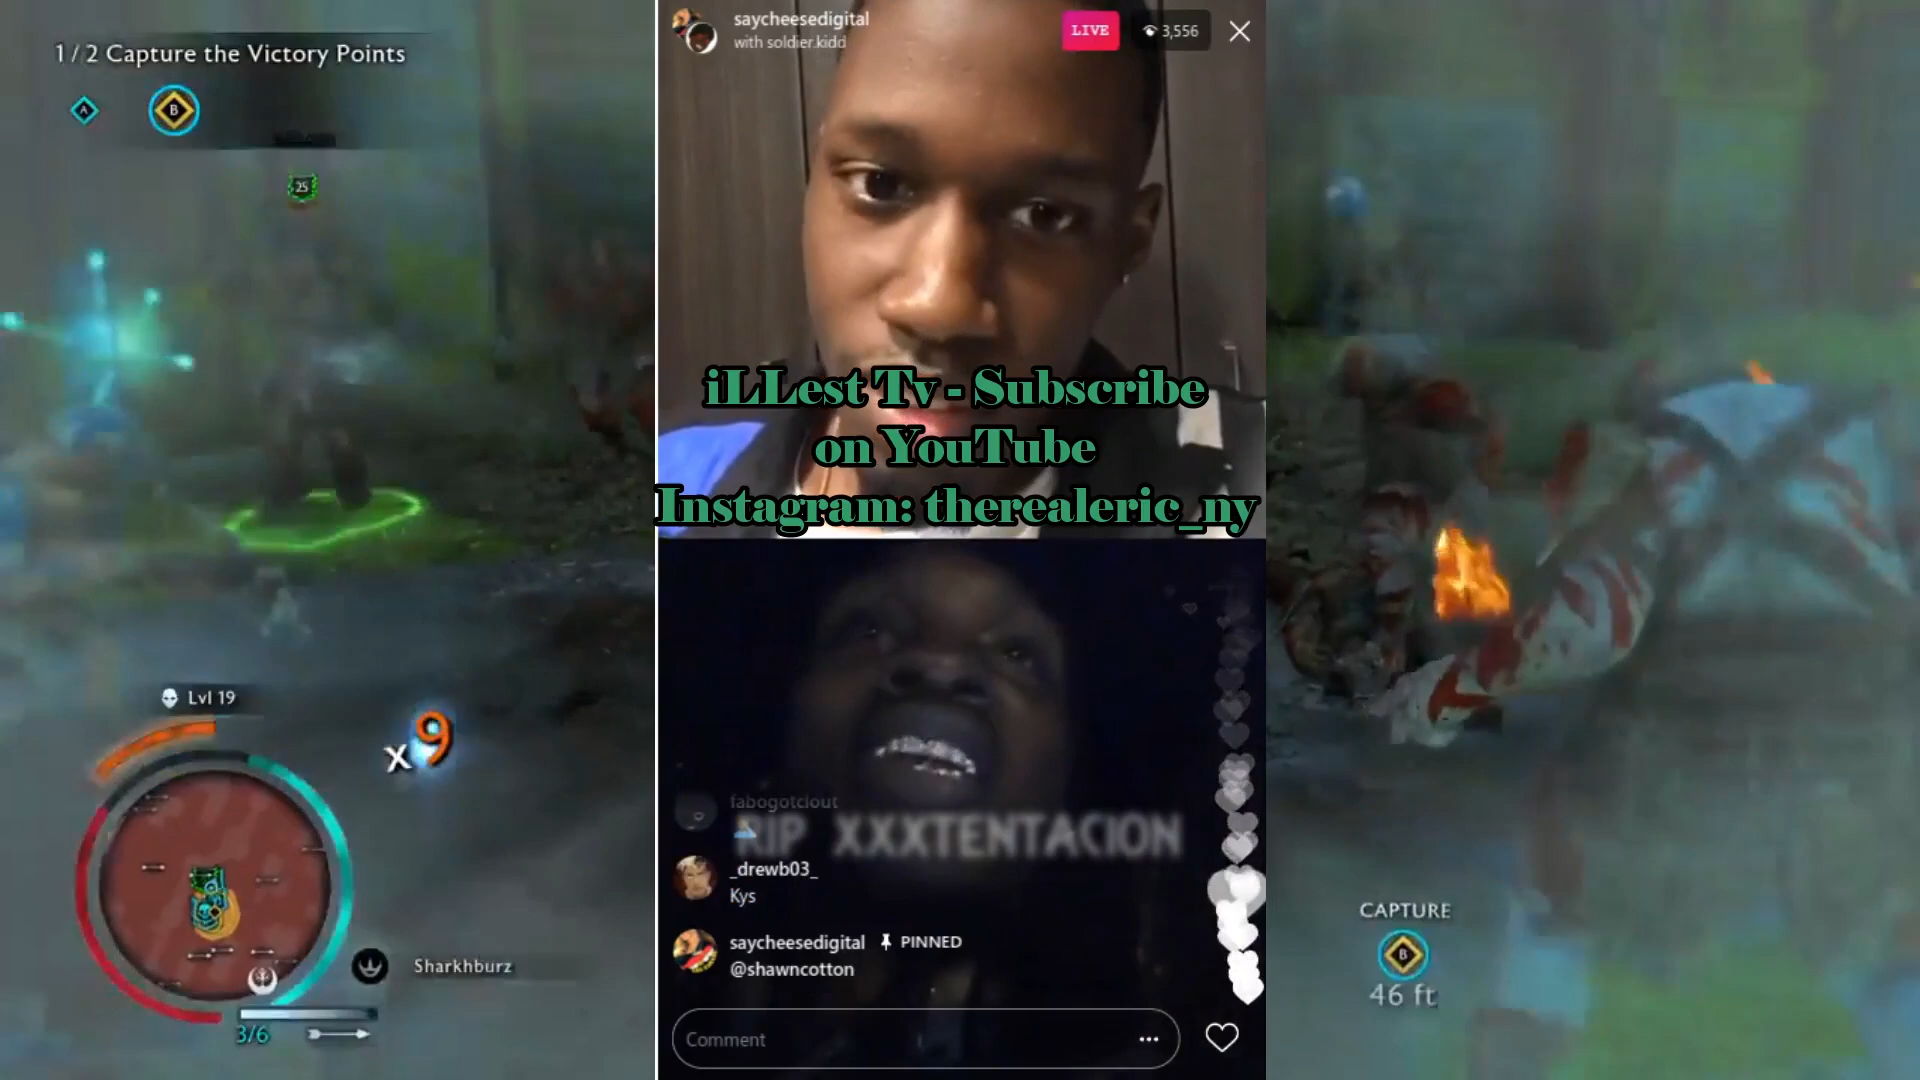 1 / 2 Capture the Victory Points
A
B
25
Lvl 19
x9
Sharkhburz
3/6
saycheesedigital
with soldier.kidd
LIVE
3,556
iLLest Tv - Subscribe
on YouTube
Instagram: therealeric_ny
fabogotclout
RIP XXXTENTACION
_drewb03_
Kys
saycheesedigital PINNED
@shawncotton
Comment
CAPTURE
B
46 ft